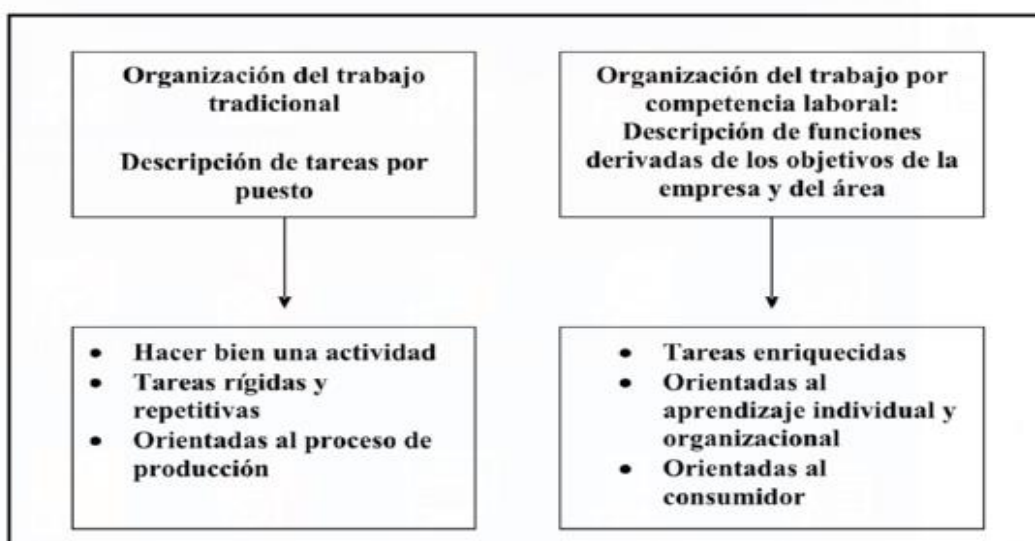 Organización del trabajo
tradicional
Descripción de tareas por
puesto
Organización del trabajo por
competencia laboral:
Descripción de funciones
derivadas de los objetivos de la
empresa y del área
• Hacer bien una actividad
• Tareas rígidas y
repetitivas
• Orientadas al proceso de
producción
• Tareas enriquecidas
• Orientadas al
aprendizaje individual y
organizacional
• Orientadas al
consumidor